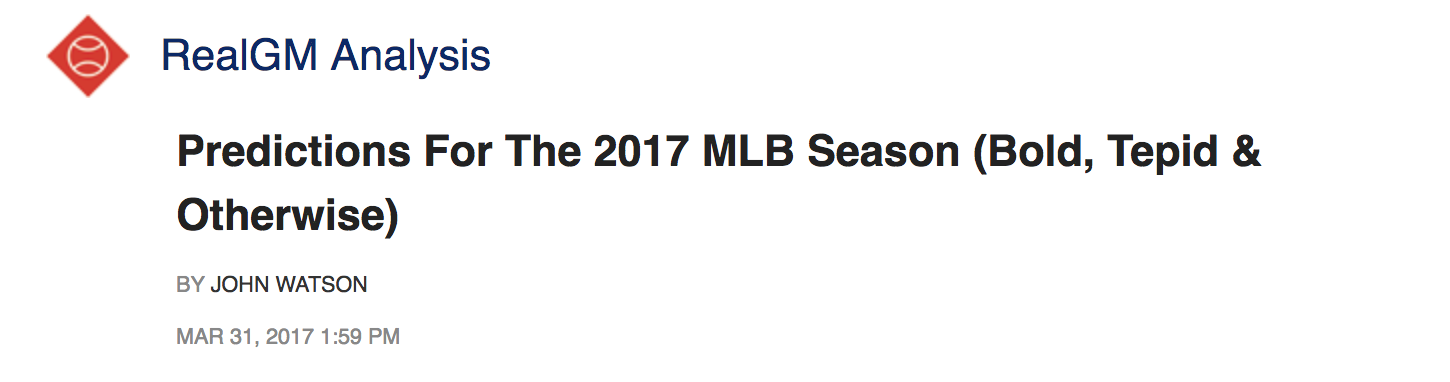 RealGM Analysis
Predictions For The 2017 MLB Season (Bold, Tepid &
Otherwise)
BY JOHN WATSON
MAR 31, 2017 1:59 PM